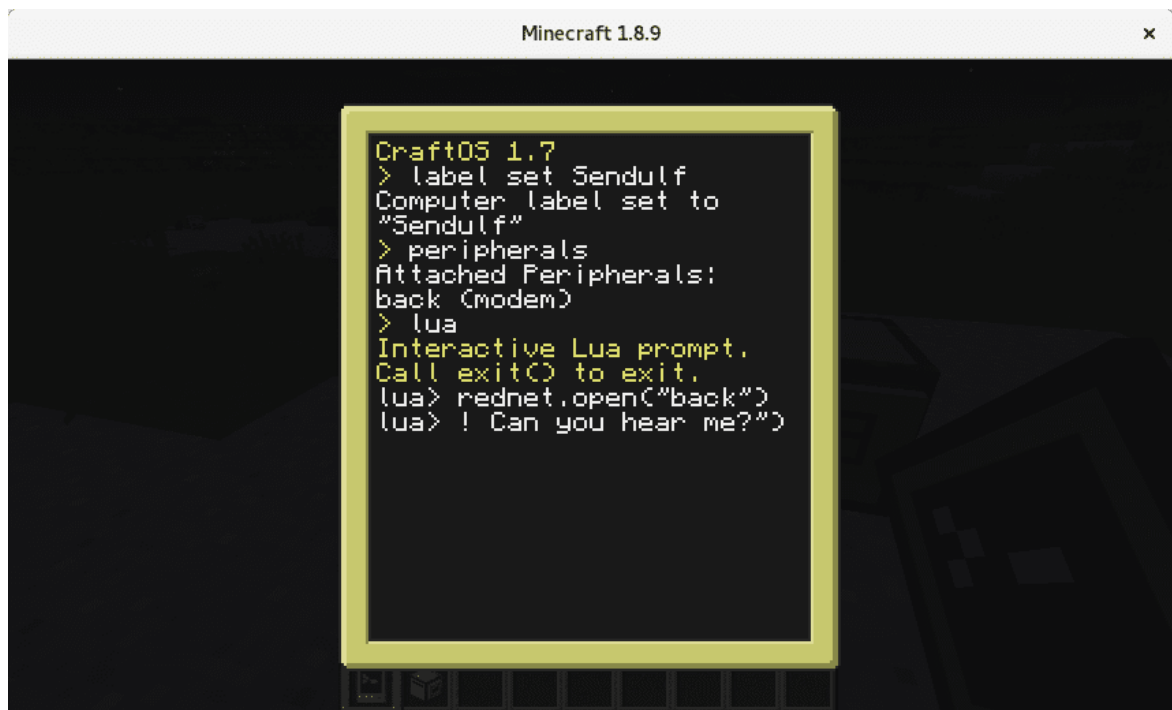 Minecraft 1.8.9
CraftOS 1.7
> label set Sendulf
Computer label set to
"Sendulf"
> peripherals
Attached Peripherals:
back (modem)
> lua
Interactive Lua prompt.
Call exit() to exit.
lua> rednet.open("back")
lua> ! Can you hear me?")